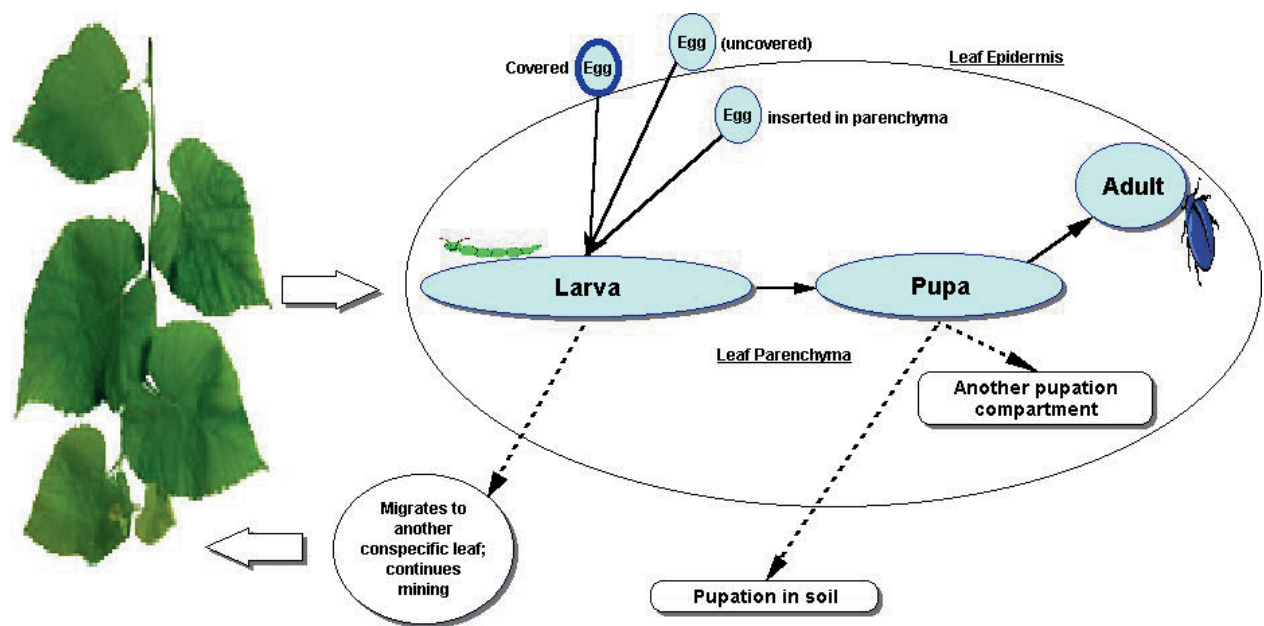 Egg
(uncovered)
Leaf Epidermis
Covered
Egg
Egg
inserted in parenchyma
Adult
Larva
Pupa
Leaf Parenchyma
Another pupation
compartment
Migrates to
another
conspecific leaf;
continues
mining
Pupation in soil